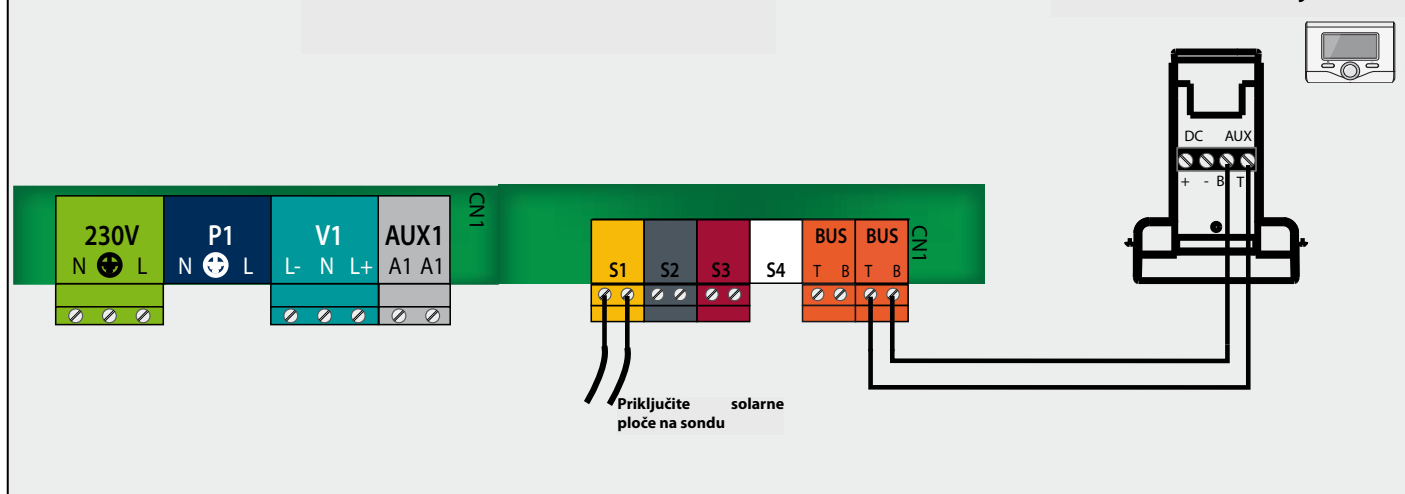 DC AUX
+ - B T
230V P1 V1 AUX1 CN1
N L N L L- N L+ A1 A1
BUS BUS CN1
S1 S2 S3 S4 T B T B
Priključite solarne
ploče na sondu